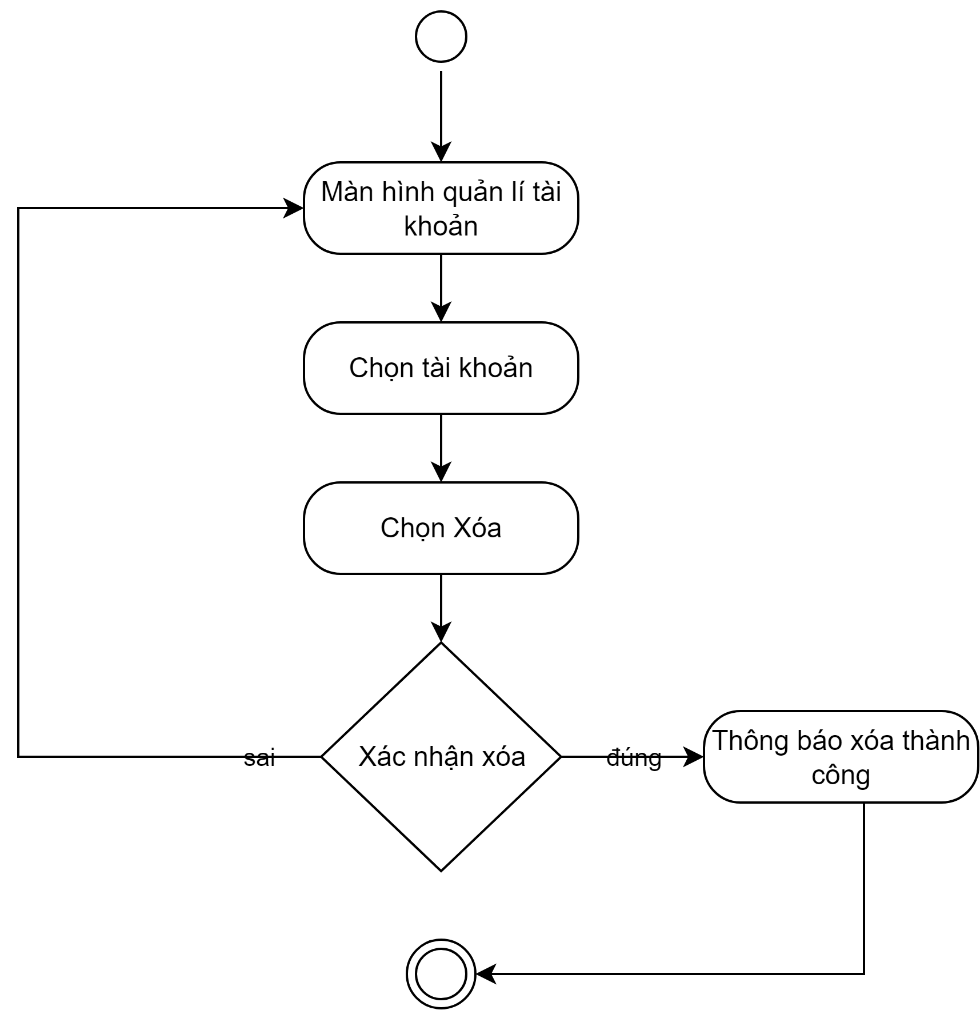 Màn hình quản lí tài
khoản
Chọn tài khoản
Chọn Xóa
Xác nhận xóa
sai
đúng
Thông báo xóa thành
công